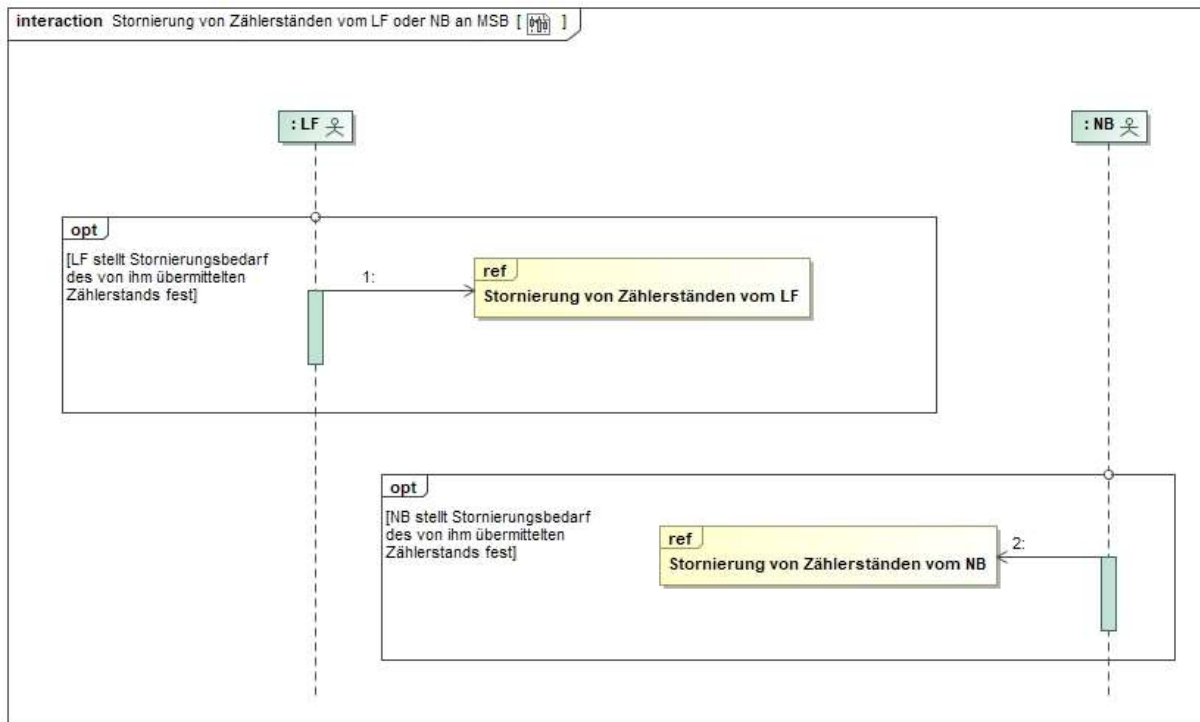 interaction Stornierung von Zählerständen vom LF oder NB an MSB [ ]
: LF
: NB
opt
[LF stellt Stornierungsbedarf
des von ihm übermittelten
Zählerstands fest]
1:
ref
Stornierung von Zählerständen vom LF
opt
[NB stellt Stornierungsbedarf
des von ihm übermittelten
Zählerstands fest]
ref
Stornierung von Zählerständen vom NB
2: